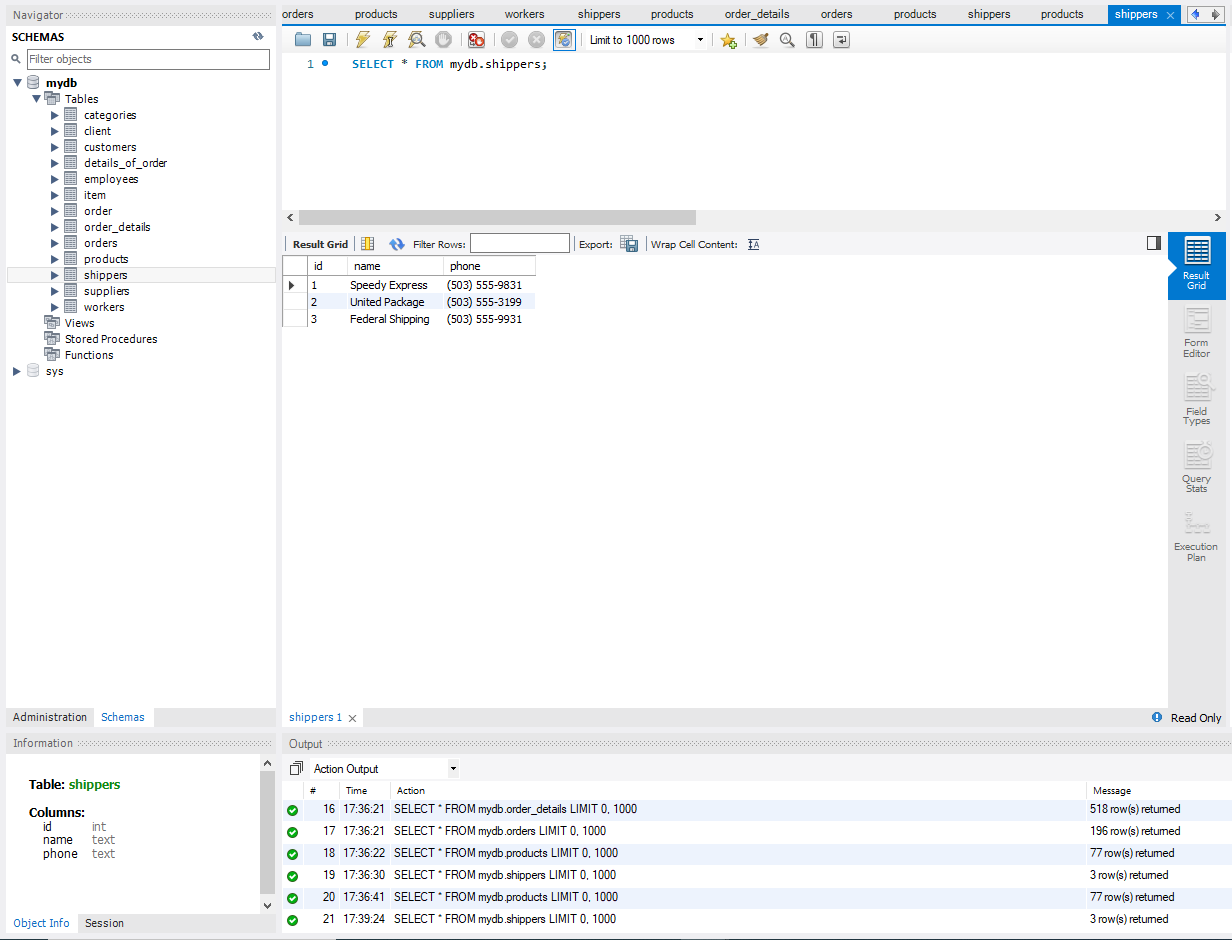 Navigator
SCHEMAS
Filter objects
mydb
Tables
categories
client
customers
details_of_order
employees
item
order
order_details
orders
products
shippers
suppliers
workers
Views
Stored Procedures
Functions
sys
Administration Schemas
Information
Table: shippers
Columns:
id int
name text
phone text
Object Info Session
orders products suppliers workers shippers products order_details orders products shippers products shippers
Limit to 1000 rows
1 SELECT * FROM mydb.shippers;
Result Grid Filter Rows: Export: Wrap Cell Content:
id name phone
1 Speedy Express (503) 555-9831
2 United Package (503) 555-3199
3 Federal Shipping (503) 555-9931
Result
Grid
Form
Editor
Field
Types
Query
Stats
Execution
Plan
shippers 1 Read Only
Output
Action Output
# Time Action Message
16 17:36:21 SELECT * FROM mydb.order_details LIMIT 0, 1000 518 row(s) returned
17 17:36:21 SELECT * FROM mydb.orders LIMIT 0, 1000 196 row(s) returned
18 17:36:22 SELECT * FROM mydb.products LIMIT 0, 1000 77 row(s) returned
19 17:36:30 SELECT * FROM mydb.shippers LIMIT 0, 1000 3 row(s) returned
20 17:36:41 SELECT * FROM mydb.products LIMIT 0, 1000 77 row(s) returned
21 17:39:24 SELECT * FROM mydb.shippers LIMIT 0, 1000 3 row(s) returned